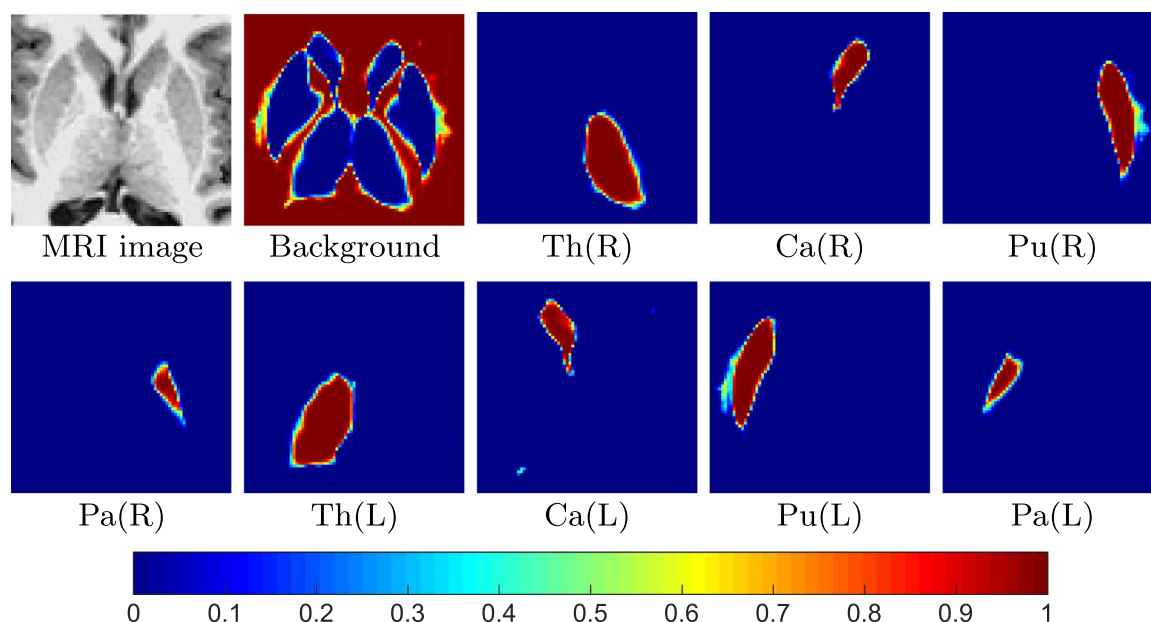 MRI image Background Th(R) Ca(R) Pu(R)
Pa(R) Th(L) Ca(L) Pu(L) Pa(L)
0 0.1 0.2 0.3 0.4 0.5 0.6 0.7 0.8 0.9 1